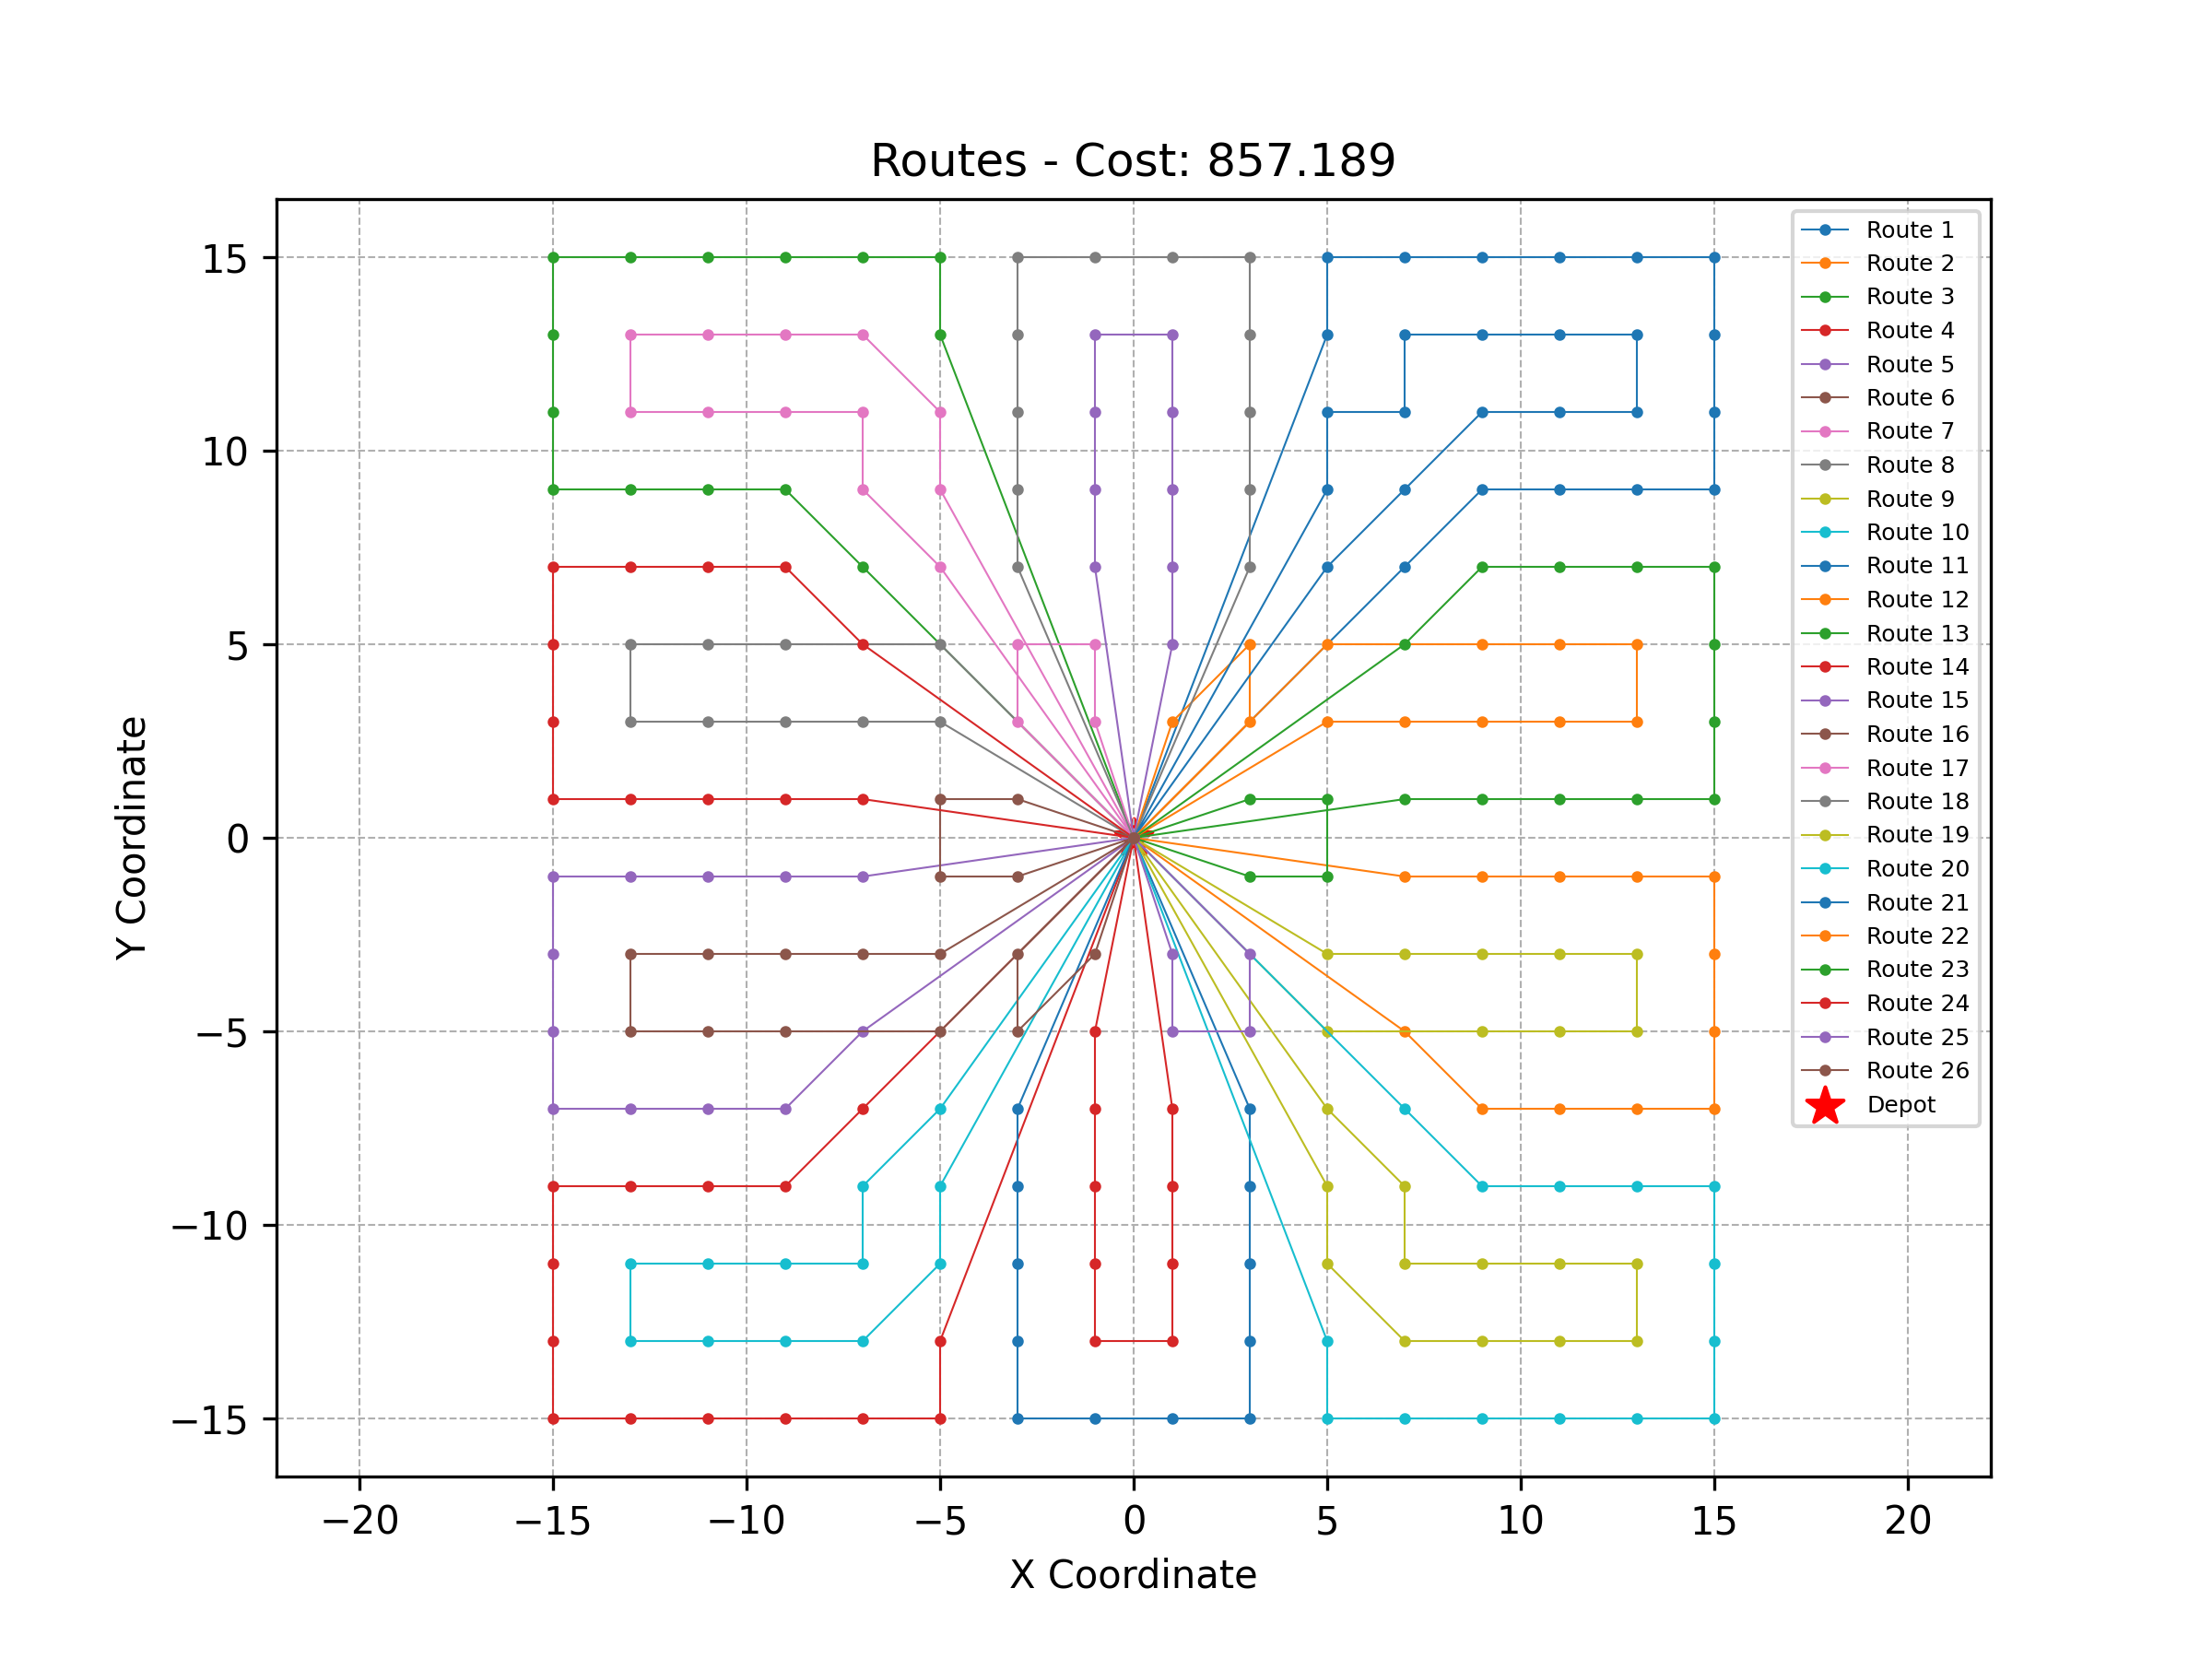 Routes - Cost: 857.189
Route 1
Route 2
Route 3
Route 4
Route 5
Route 6
Route 7
Route 8
Route 9
Route 10
Route 11
Route 12
Route 13
Route 14
Route 15
Route 16
Route 17
Route 18
Route 19
Route 20
Route 21
Route 22
Route 23
Route 24
Route 25
Route 26
Depot
Y Coordinate
15
10
5
0
−5
−10
−15
−20 −15 −10 −5 0 5 10 15 20
X Coordinate